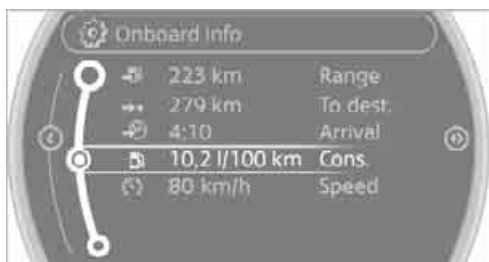 Onboard info
223 km Range
279 km To dest.
4:10 Arrival
10,2 l/100 km Cons.
80 km/h Speed